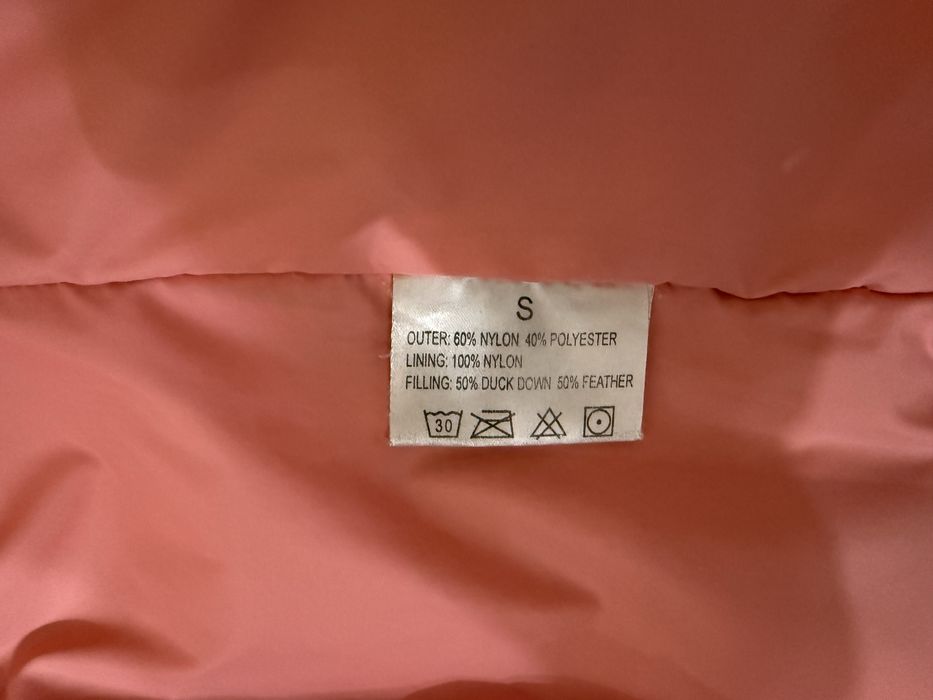 S
OUTER: 60% NYLON 40% POLYESTER
LINING: 100% NYLON
FILLING: 50% DUCK DOWN 50% FEATHER
30